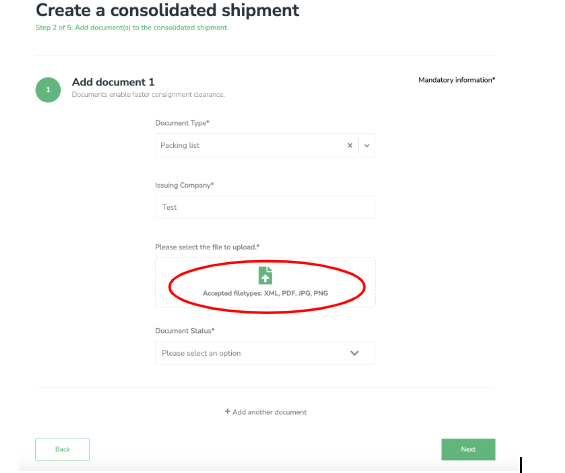 Create a consolidated shipment
Step 2 of 5: Add document(s) to the consolidated shipment.
1
Add document 1
Mandatory information*
Documents enable faster consignment clearance.
Document Type*
Packing list
Issuing Company*
Test
Please select the file to upload.*
Accepted filetypes: XML, PDF, JPG, PNG
Document Status*
Please select an option
+ Add another document
Back
Next